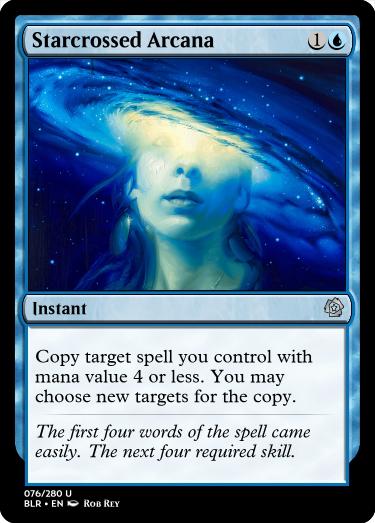 Starcrossed Arcana 1
Instant
Copy target spell you control with
mana value 4 or less. You may
choose new targets for the copy.
The first four words of the spell came
easily. The next four required skill.
076/280 U
BLR • EN Rob Rey